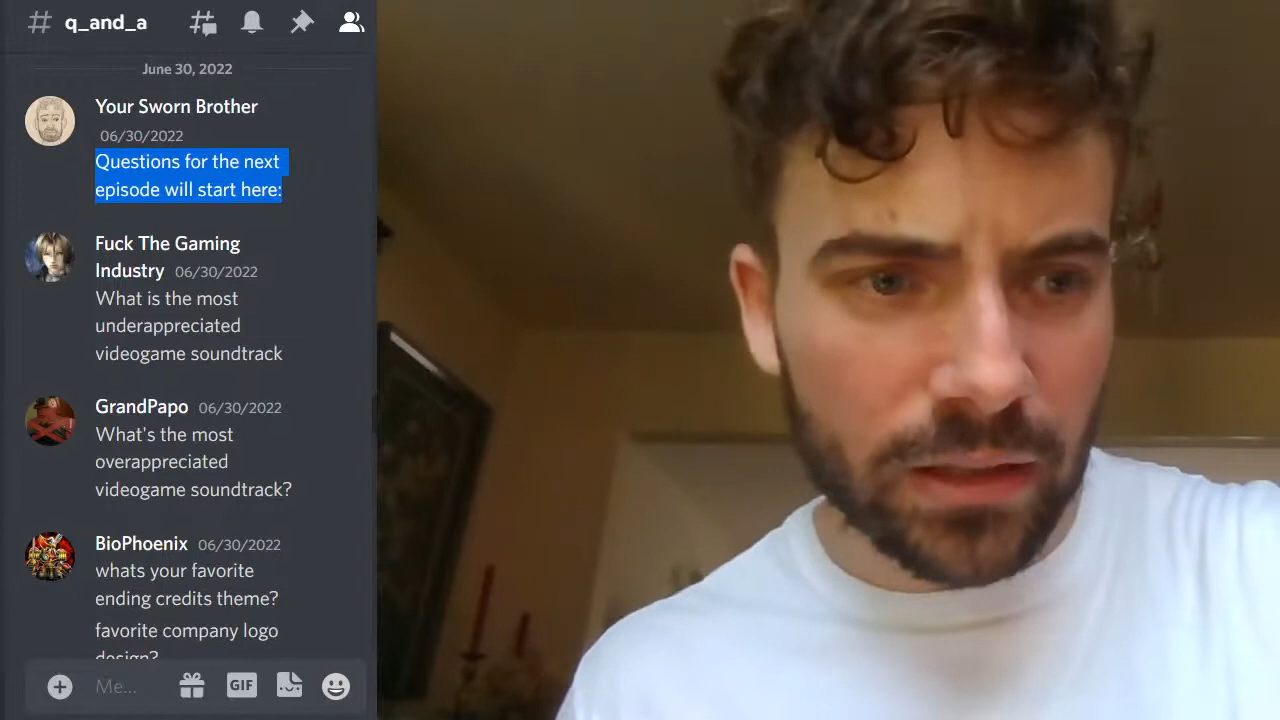 q_and_a
June 30, 2022
Your Sworn Brother
06/30/2022
Questions for the next
episode will start here:
Fuck The Gaming
Industry 06/30/2022
What is the most
underappreciated
videogame soundtrack
GrandPapo 06/30/2022
What's the most
overappreciated
videogame soundtrack?
BioPhoenix 06/30/2022
whats your favorite
ending credits theme?
favorite company logo
design?
Me...
GIF